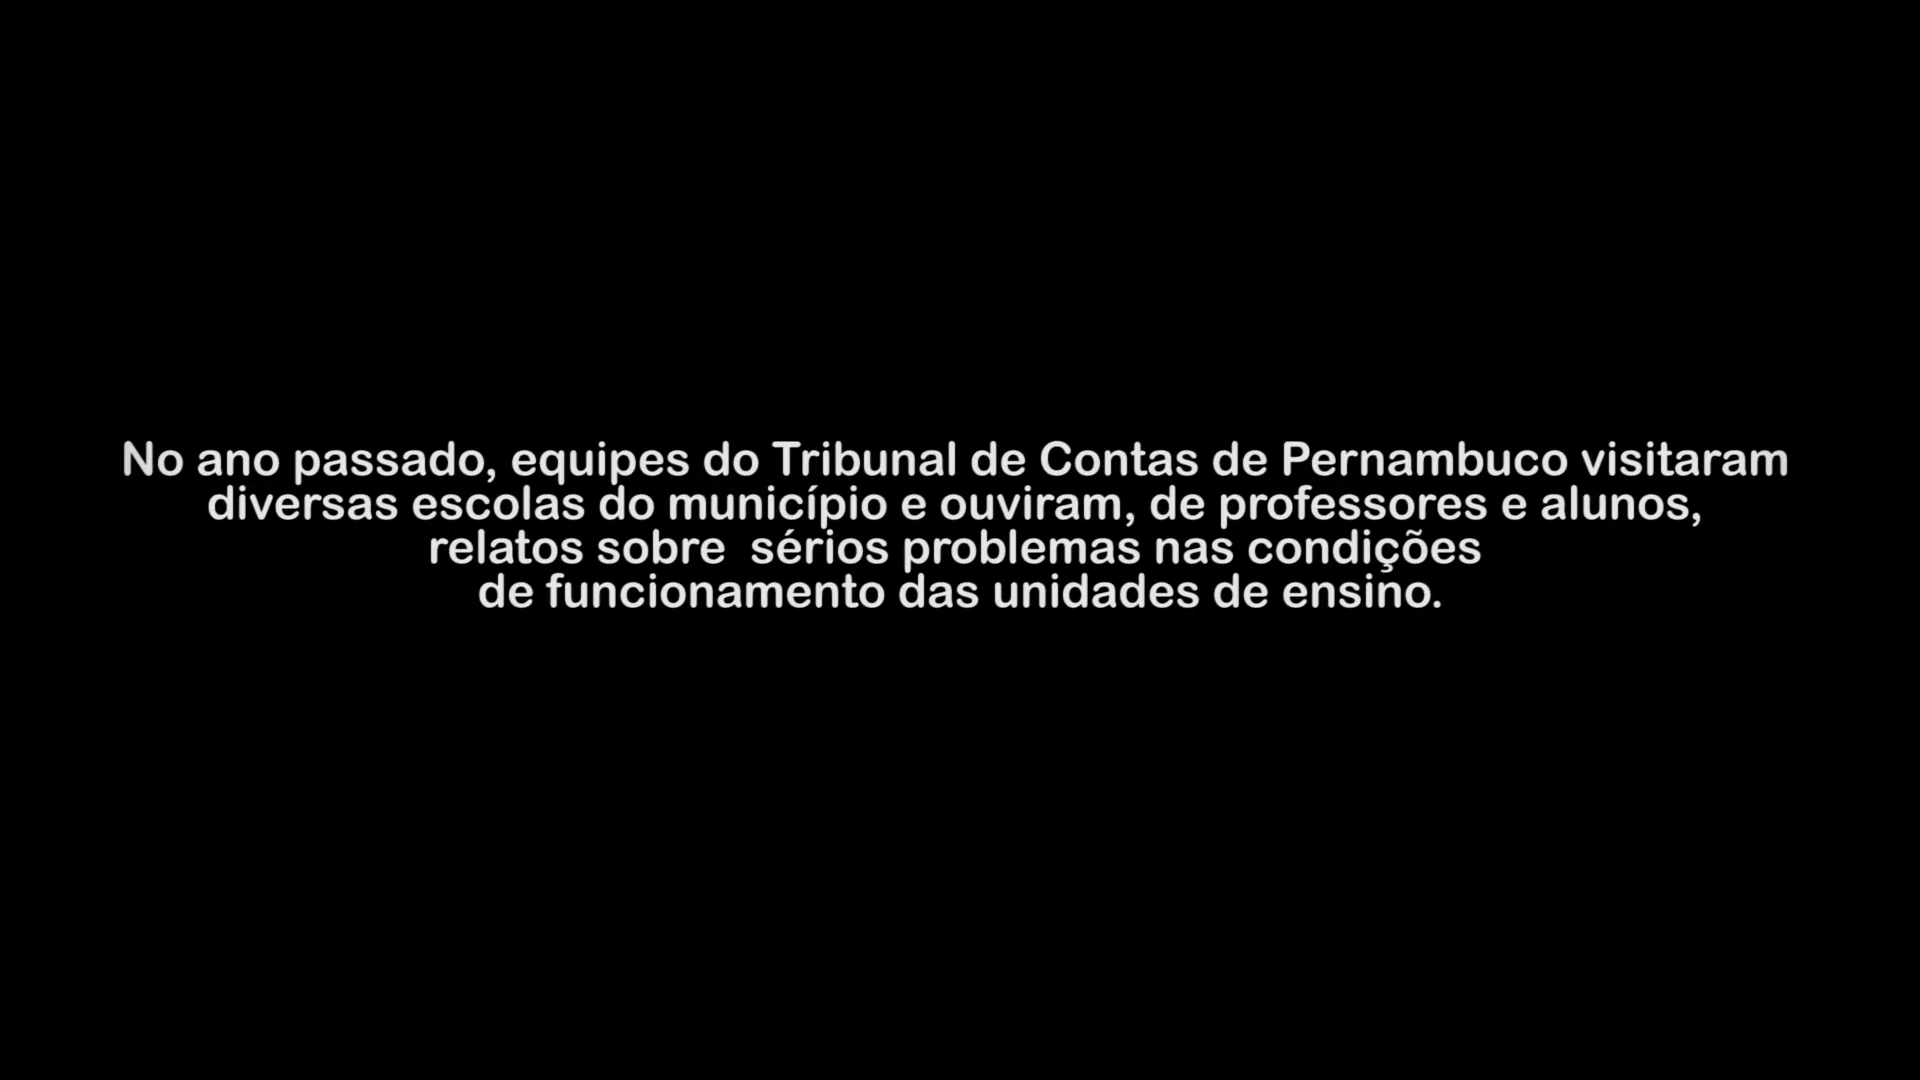 No ano passado, equipes do Tribunal de Contas de Pernambuco visitaram
diversas escolas do município e ouviram, de professores e alunos,
relatos sobre  sérios problemas nas condições
de funcionamento das unidades de ensino.